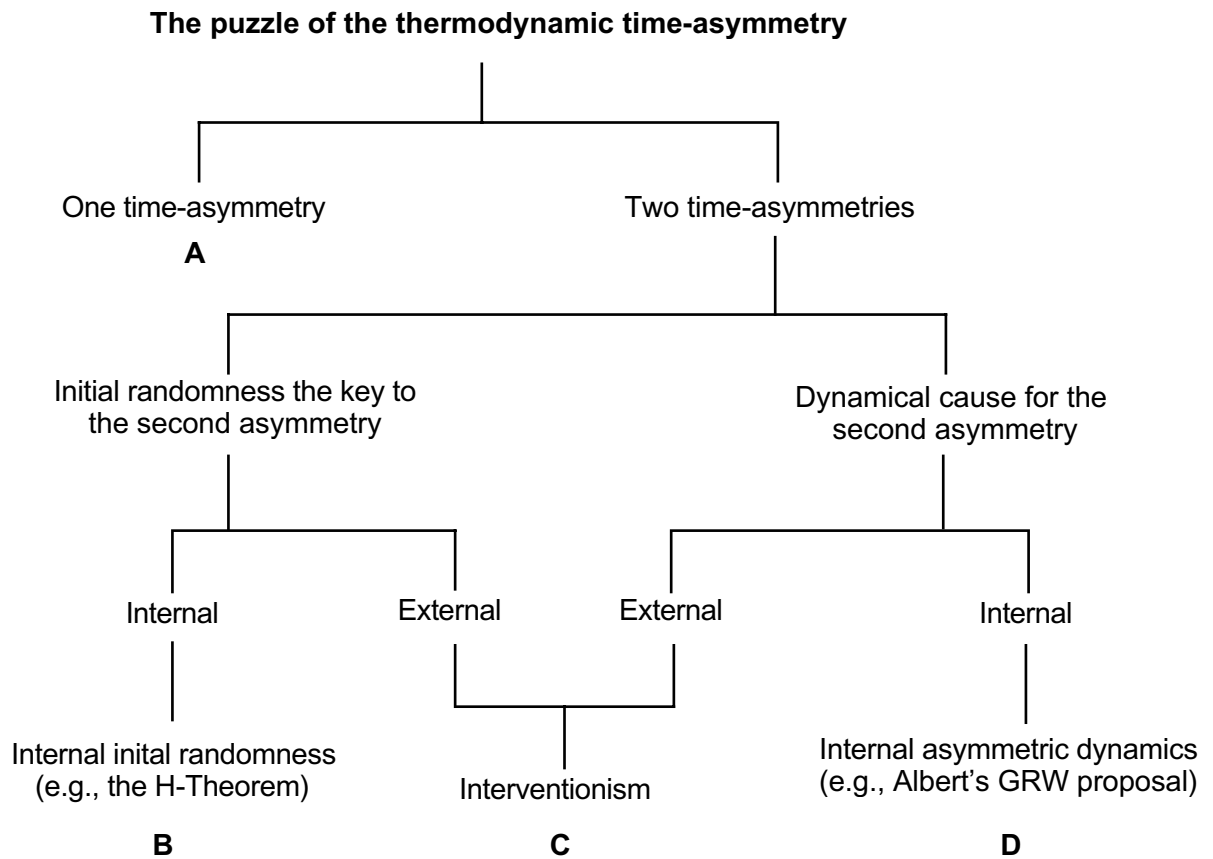 The puzzle of the thermodynamic time-asymmetry
One time-asymmetry
Two time-asymmetries
A
Initial randomness the key to
the second asymmetry
Dynamical cause for the
second asymmetry
Internal
External
External
Internal
Internal inital randomness
(e.g., the H-Theorem)
Interventionism
Internal asymmetric dynamics
(e.g., Albert's GRW proposal)
B
C
D